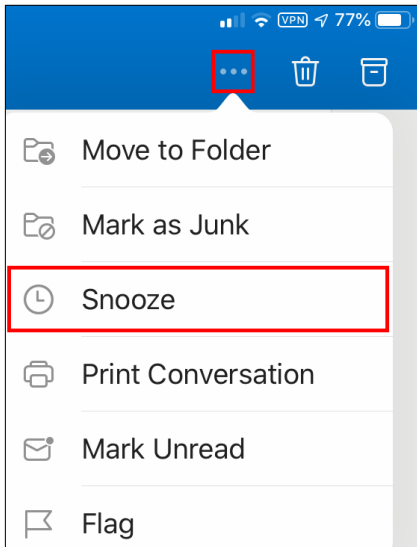 VPN 77%
Move to Folder
Mark as Junk
Snooze
Print Conversation
Mark Unread
Flag